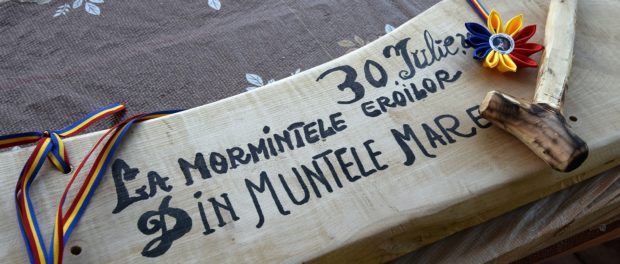 30 Iulie
La mormintele eroilor
Din Muntele Mare